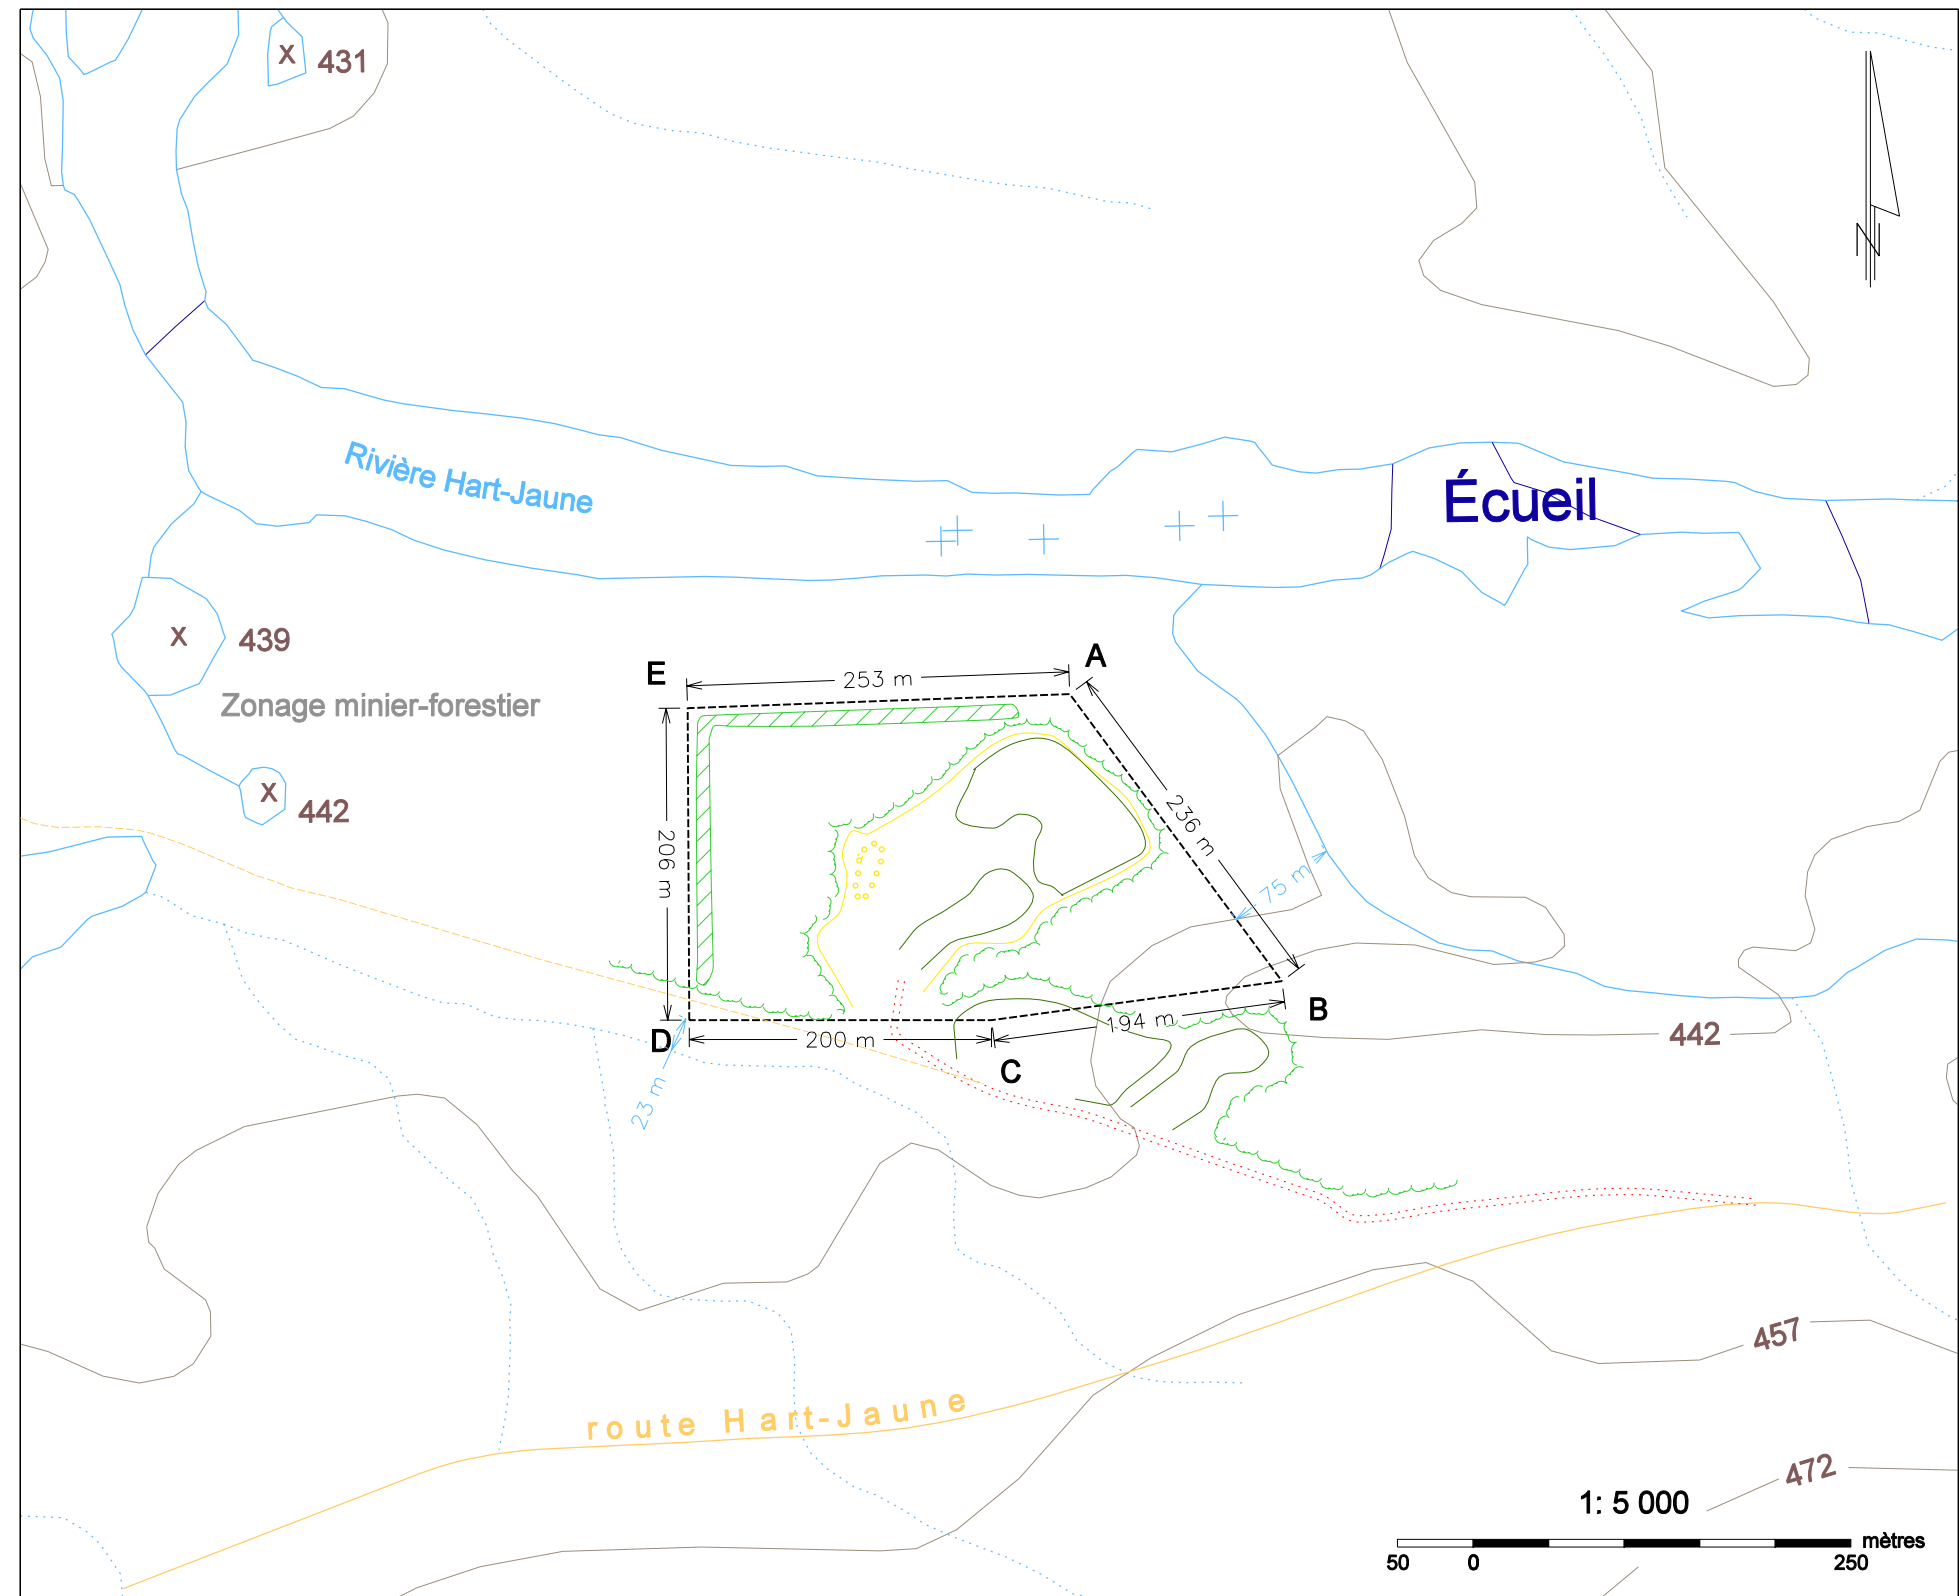 X 431
N
Rivière Hart-Jaune
Écueil
X 439
Zonage minier-forestier
X 442
E
A
253 m
206 m
236 m
75 m
B
D
200 m
194 m
C
23 m
442
457
route Hart-Jaune
472
1: 5 000
mètres
50 0 250